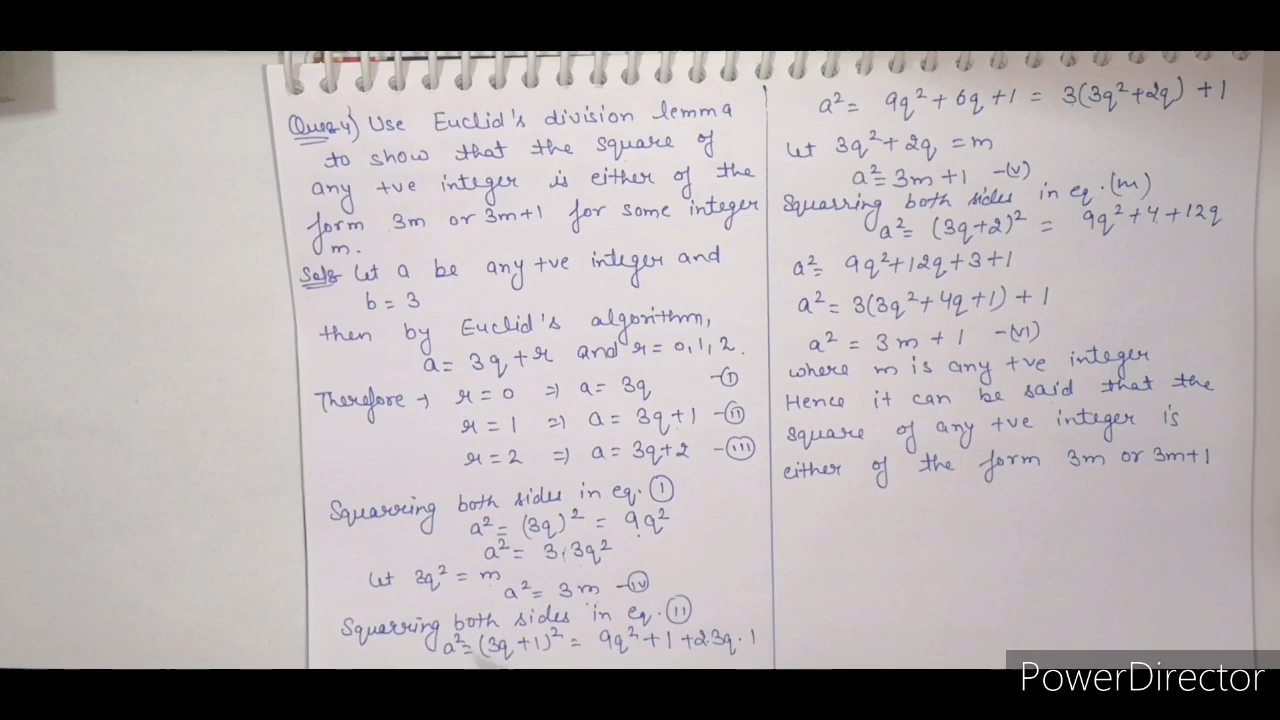 Ques 4) Use Euclid's division lemma
to show that the square of
any +ve integer is either of the
form 3m or 3m+1 for some integer
m.
Sol: Let a be any +ve integer and
b = 3
then by Euclid's algorithm,
a = 3q + r and r = 0, 1, 2.
Therefore → r = 0 ⇒ a = 3q –(I)
r = 1 ⇒ a = 3q + 1 –(II)
r = 2 ⇒ a = 3q+2 –(III)
Squarring both sides in eq. (I)
a² = (3q)² = 9q²
a² = 3.3q²
Let 3q² = m
a² = 3m –(IV)
Squarring both sides in eq. (II)
a² = (3q+1)² = 9q² + 1 + 2.3q.1
a² = 9q² + 6q + 1 = 3(3q² + 2q) + 1
Let 3q² + 2q = m
a² = 3m + 1 –(V)
Squarring both sides in eq. (m)
a² = (3q+2)² = 9q² + 4 + 12q
a² = 9q² + 12q + 3 + 1
a² = 3(3q² + 4q + 1) + 1
a² = 3m + 1 –(VI)
where m is any +ve integer
Hence it can be said that the
square of any +ve integer is
either of the form 3m or 3m+1
PowerDirector